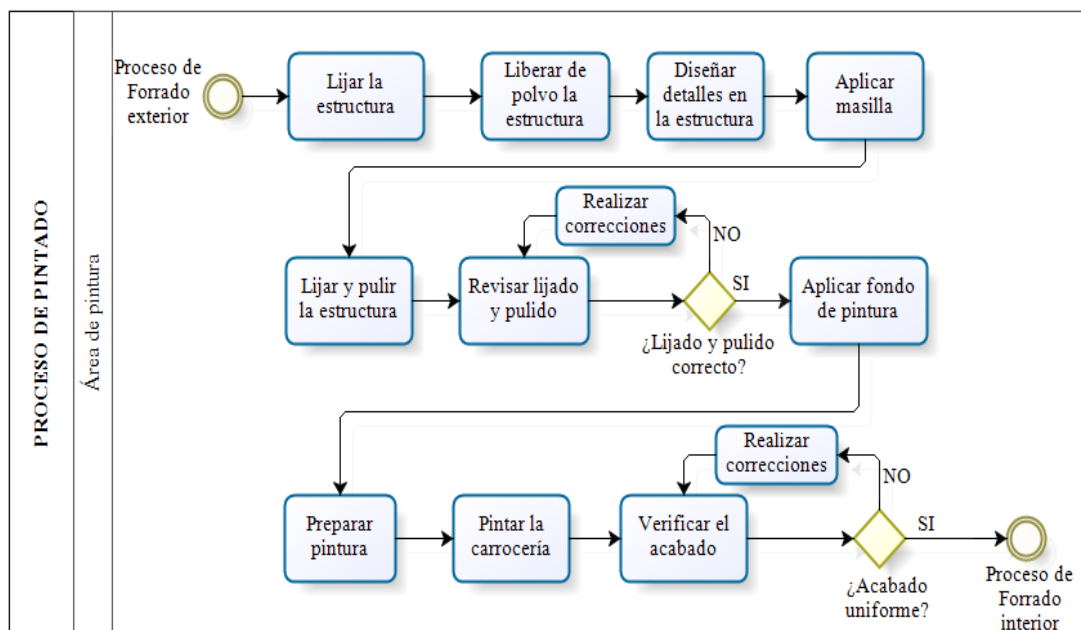 PROCESO DE PINTADO
Área de pintura
Proceso de
Forrado
exterior
Lijar la
estructura
Liberar de
polvo la
estructura
Diseñar
detalles en
la estructura
Aplicar
masilla
Realizar
correcciones
NO
Lijar y pulir
la estructura
Revisar lijado
y pulido
SI
Aplicar fondo
de pintura
¿Lijado y pulido
correcto?
Realizar
correcciones
NO
Preparar
pintura
Pintar la
carrocería
Verificar el
acabado
SI
¿Acabado
uniforme?
Proceso de
Forrado
interior